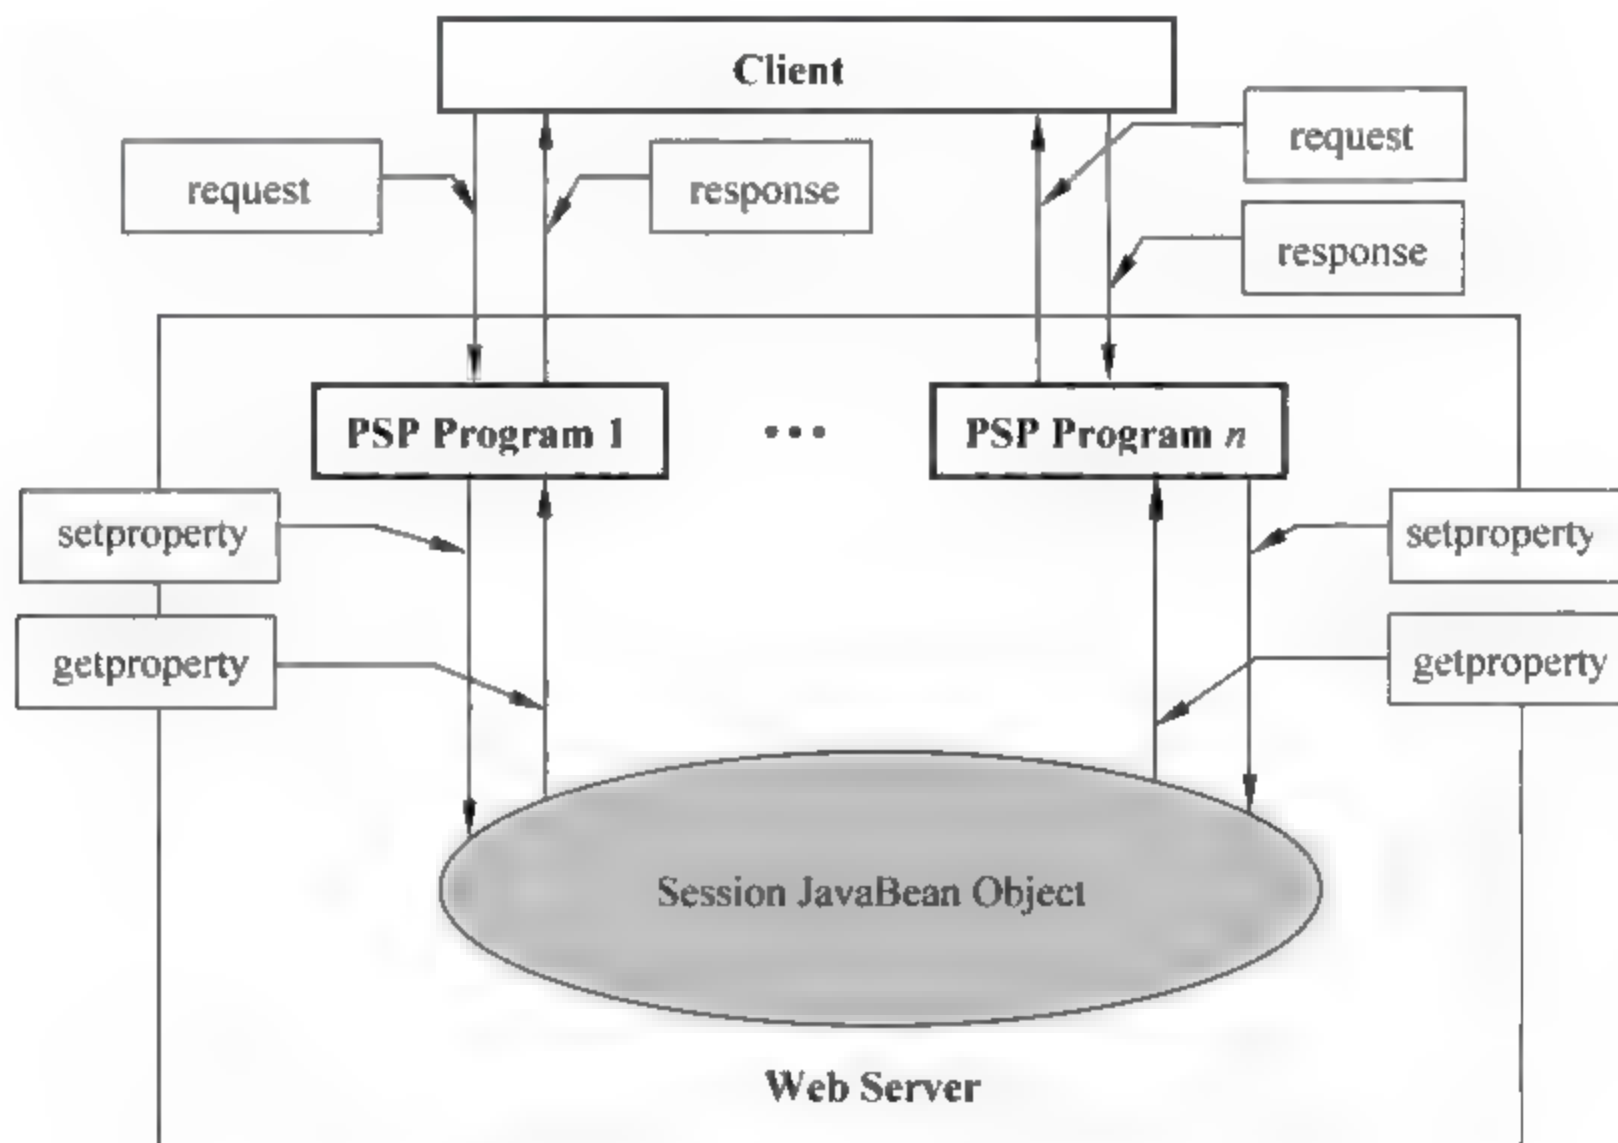 Client
request
response
request
response
PSP Program 1
...
PSP Program n
setproperty
setproperty
getproperty
getproperty
Session JavaBean Object
Web Server